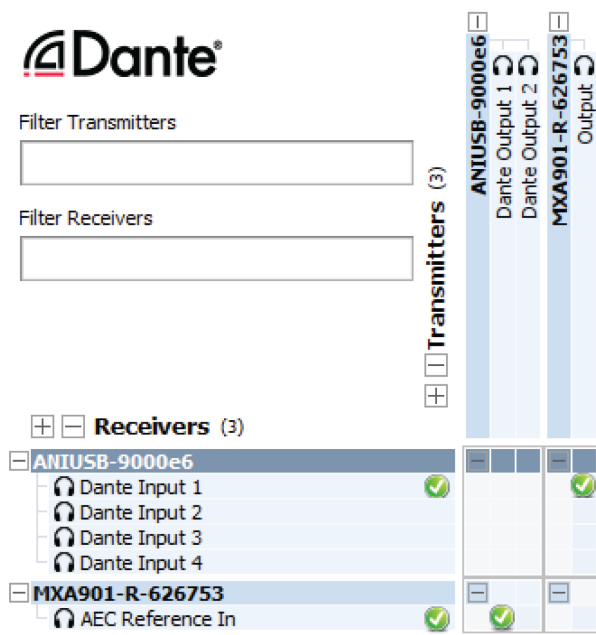 Dante®
Filter Transmitters
Filter Receivers
Transmitters (3)
ANIUSB-9000e6
Dante Output 1
Dante Output 2
MXA901-R-626753
Output
Receivers (3)
ANIUSB-9000e6
Dante Input 1
Dante Input 2
Dante Input 3
Dante Input 4
MXA901-R-626753
AEC Reference In